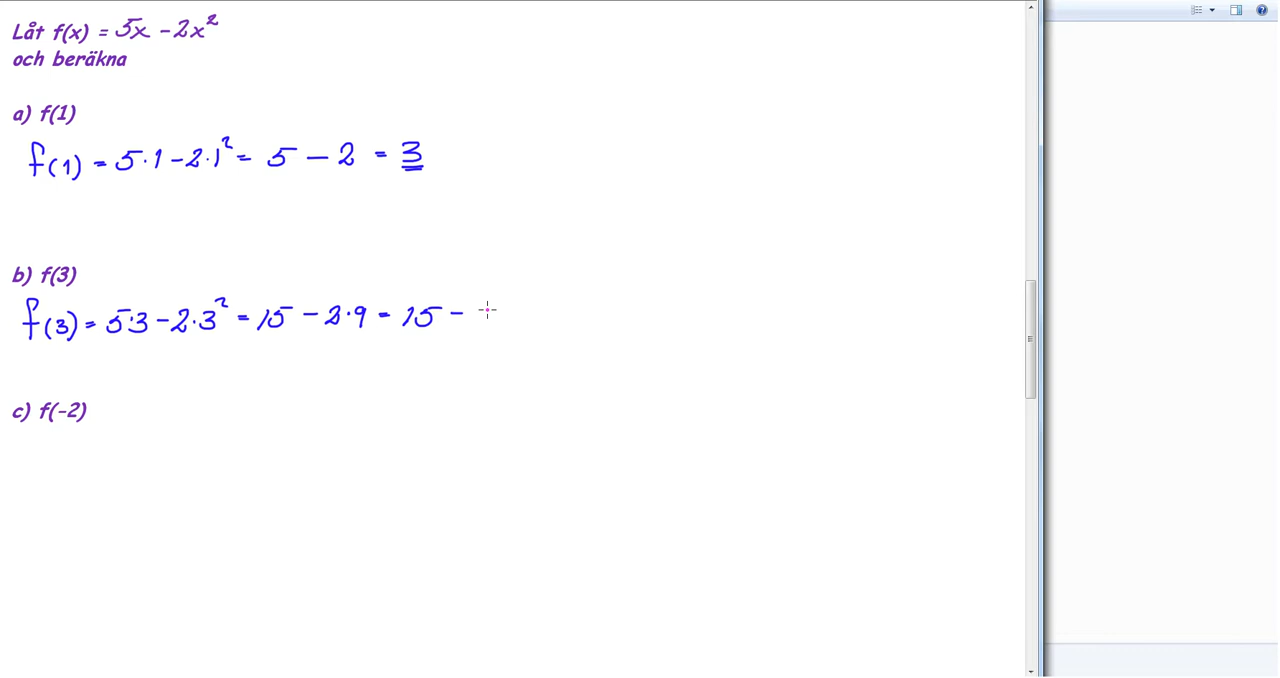 Låt f(x) = 5x - 2x²
och beräkna
a) f(1)
f(1) = 5·1 - 2·1² = 5 - 2 = 3
b) f(3)
f(3) = 5·3 - 2·3² = 15 - 2·9 = 15 -
c) f(-2)